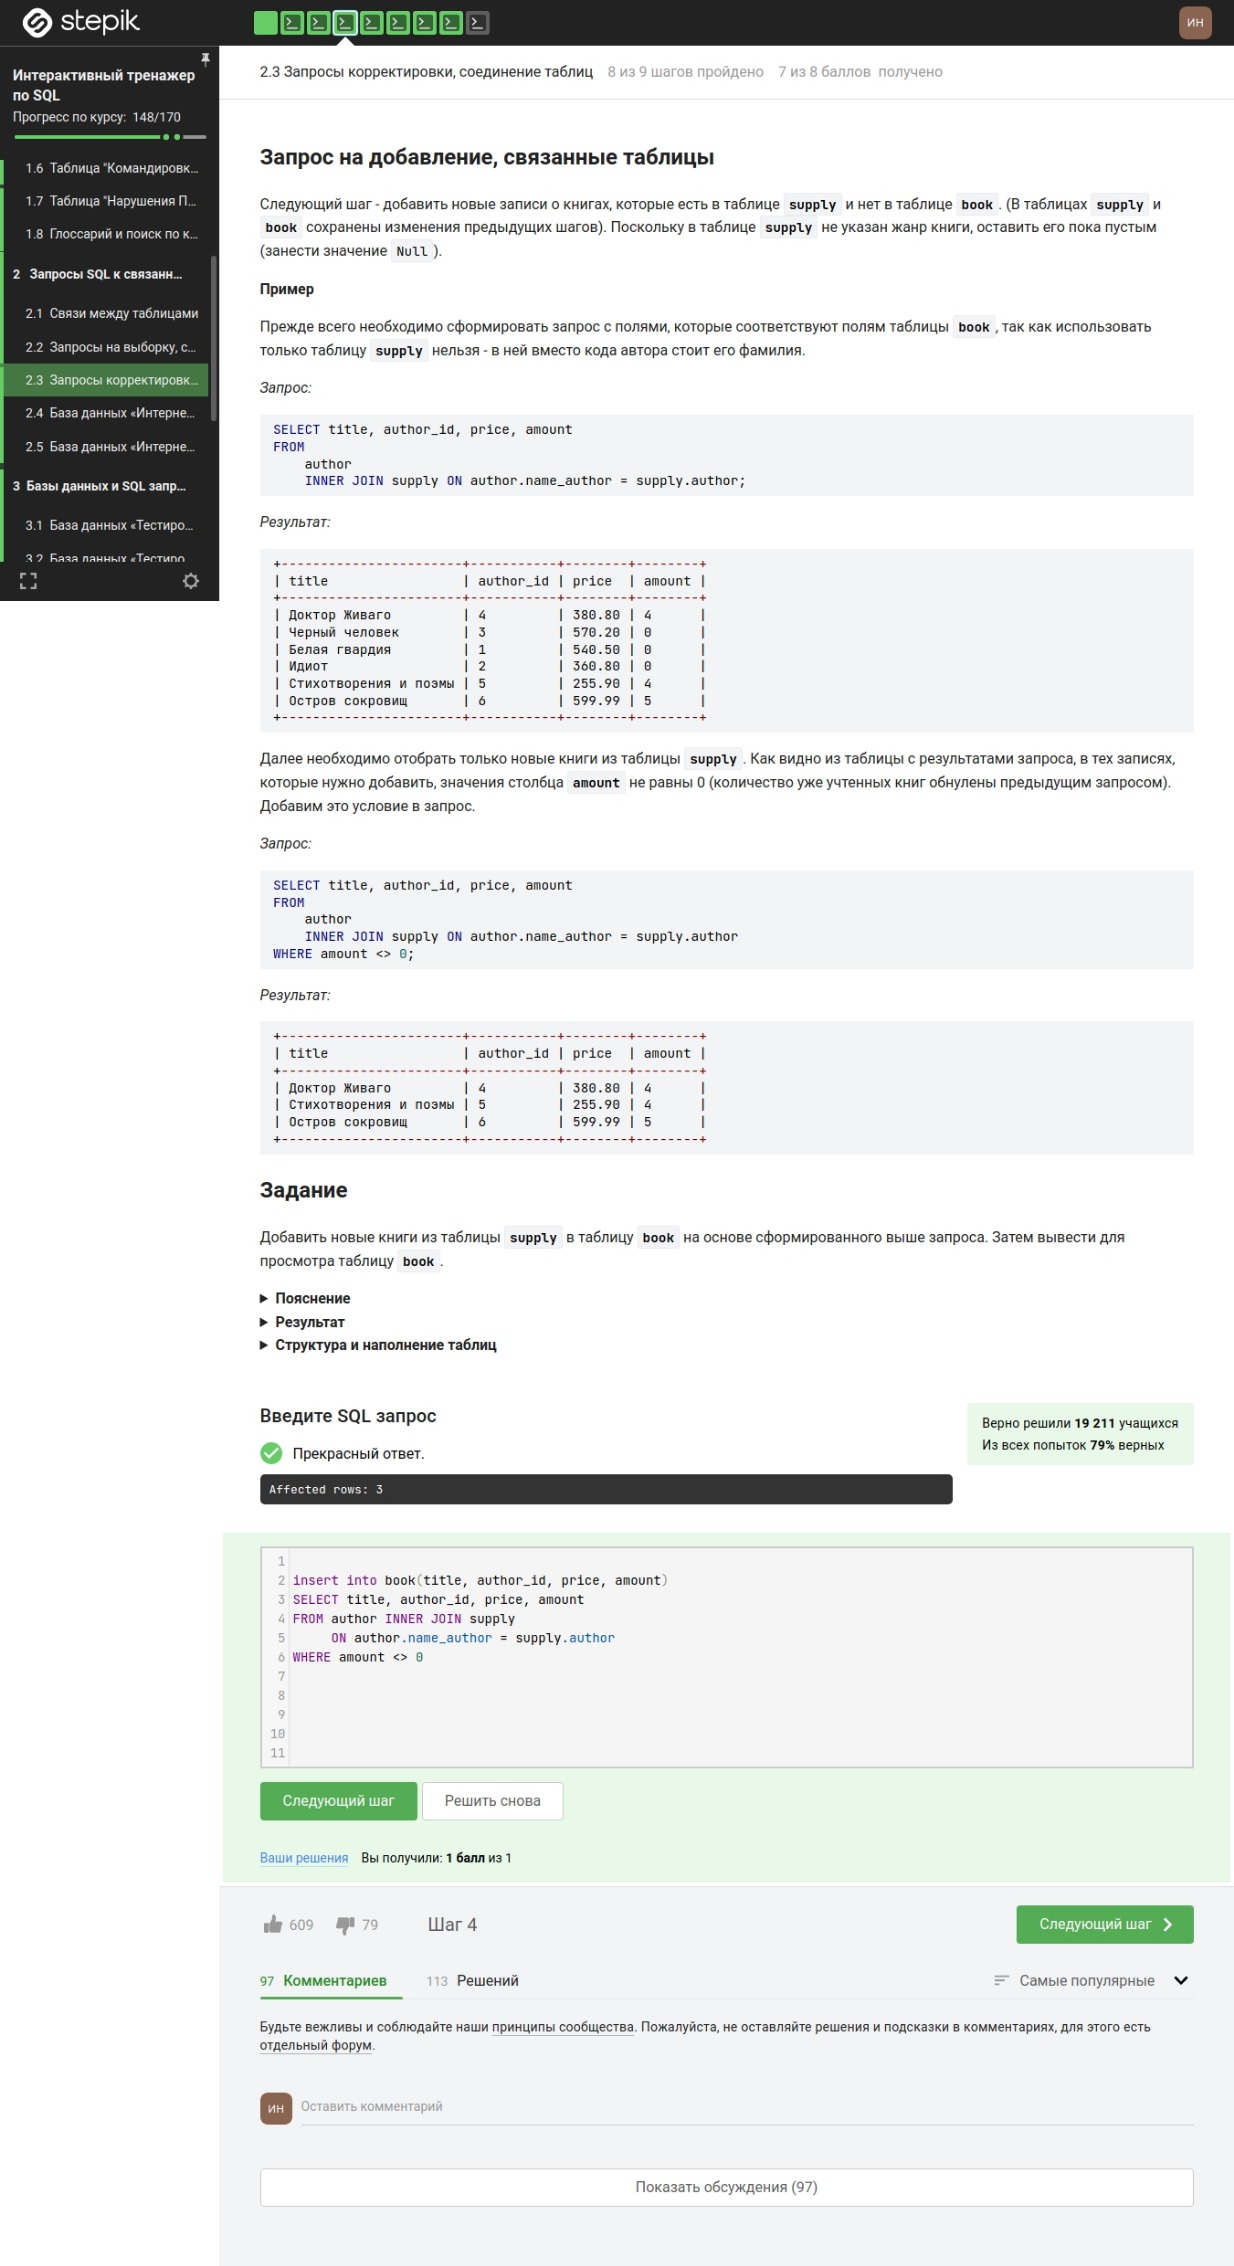 stepik
ИН
Интерактивный тренажер
по SQL
Прогресс по курсу: 148/170
1.6 Таблица "Командировк...
1.7 Таблица "Нарушения П...
1.8 Глоссарий и поиск по к...
2 Запросы SQL к связанн...
2.1 Связи между таблицами
2.2 Запросы на выборку, с...
2.3 Запросы корректировк...
2.4 База данных «Интерне...
2.5 База данных «Интерне...
3 Базы данных и SQL запр...
3.1 База данных «Тестиро...
3.2 База данных «Тестиро
2.3 Запросы корректировки, соединение таблиц 8 из 9 шагов пройдено 7 из 8 баллов получено
Запрос на добавление, связанные таблицы
Следующий шаг - добавить новые записи о книгах, которые есть в таблице supply и нет в таблице book. (В таблицах supply и
book сохранены изменения предыдущих шагов). Поскольку в таблице supply не указан жанр книги, оставить его пока пустым
(занести значение Null ).
Пример
Прежде всего необходимо сформировать запрос с полями, которые соответствуют полям таблицы book, так как использовать
только таблицу supply нельзя - в ней вместо кода автора стоит его фамилия.
Запрос:
SELECT title, author_id, price, amount
FROM
    author
    INNER JOIN supply ON author.name_author = supply.author;
Результат:
+-----------------------+-----------+--------+--------+
| title                 | author_id | price  | amount |
+-----------------------+-----------+--------+--------+
| Доктор Живаго         | 4         | 380.80 | 4      |
| Черный человек        | 3         | 570.20 | 0      |
| Белая гвардия         | 1         | 540.50 | 0      |
| Идиот                 | 2         | 360.80 | 0      |
| Стихотворения и поэмы | 5         | 255.90 | 4      |
| Остров сокровищ       | 6         | 599.99 | 5      |
+-----------------------+-----------+--------+--------+
Далее необходимо отобрать только новые книги из таблицы supply . Как видно из таблицы с результатами запроса, в тех записях,
которые нужно добавить, значения столбца amount не равны 0 (количество уже учтенных книг обнулены предыдущим запросом).
Добавим это условие в запрос.
Запрос:
SELECT title, author_id, price, amount
FROM
    author
    INNER JOIN supply ON author.name_author = supply.author
WHERE amount <> 0;
Результат:
+-----------------------+-----------+--------+--------+
| title                 | author_id | price  | amount |
+-----------------------+-----------+--------+--------+
| Доктор Живаго         | 4         | 380.80 | 4      |
| Стихотворения и поэмы | 5         | 255.90 | 4      |
| Остров сокровищ       | 6         | 599.99 | 5      |
+-----------------------+-----------+--------+--------+
Задание
Добавить новые книги из таблицы supply в таблицу book на основе сформированного выше запроса. Затем вывести для
просмотра таблицу book.
▶ Пояснение
▶ Результат
▶ Структура и наполнение таблиц
Введите SQL запрос
Верно решили 19 211 учащихся
Из всех попыток 79% верных
Прекрасный ответ.
Affected rows: 3
1
2 insert into book(title, author_id, price, amount)
3 SELECT title, author_id, price, amount
4 FROM author INNER JOIN supply
5      ON author.name_author = supply.author
6 WHERE amount <> 0
7
8
9
10
11
Следующий шаг Решить снова
Ваши решения Вы получили: 1 балл из 1
609 79 Шаг 4 Следующий шаг
97 Комментариев 113 Решений Самые популярные
Будьте вежливы и соблюдайте наши принципы сообщества. Пожалуйста, не оставляйте решения и подсказки в комментариях, для этого есть
отдельный форум.
ИН Оставить комментарий
Показать обсуждения (97)